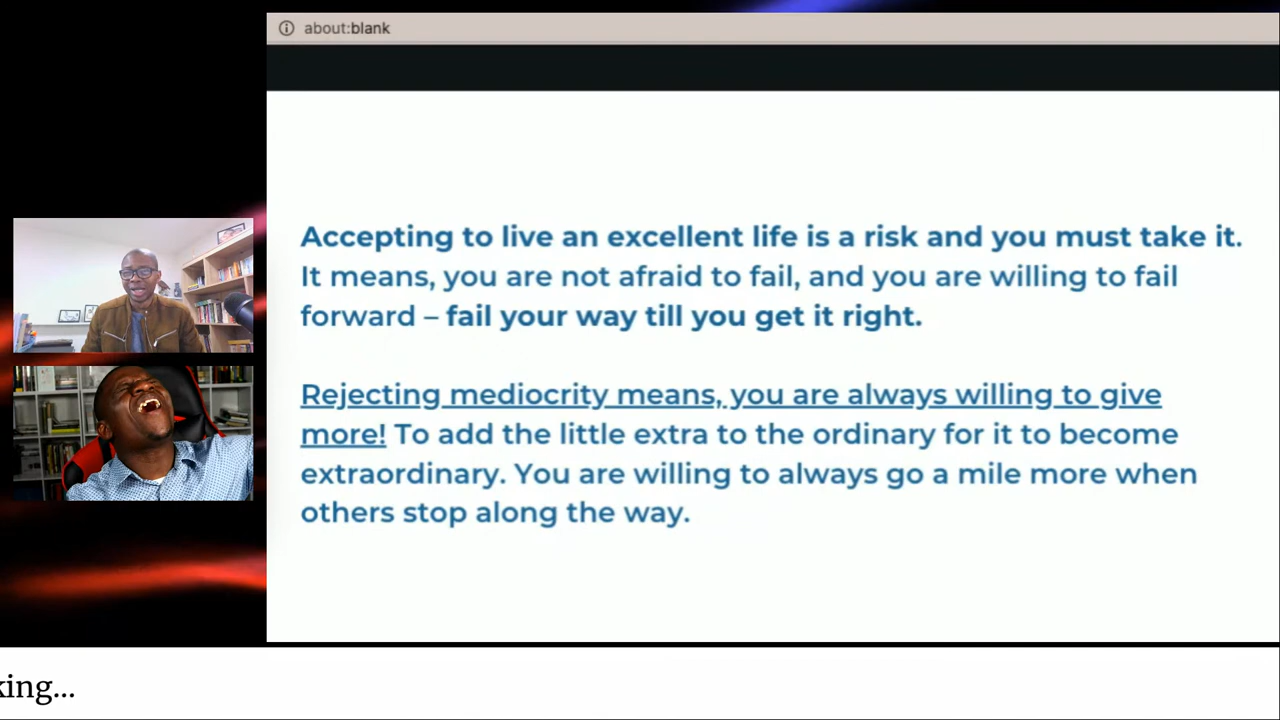 about:blank
Accepting to live an excellent life is a risk and you must take it.
It means, you are not afraid to fail, and you are willing to fail
forward – fail your way till you get it right.
Rejecting mediocrity means, you are always willing to give
more! To add the little extra to the ordinary for it to become
extraordinary. You are willing to always go a mile more when
others stop along the way.
king...